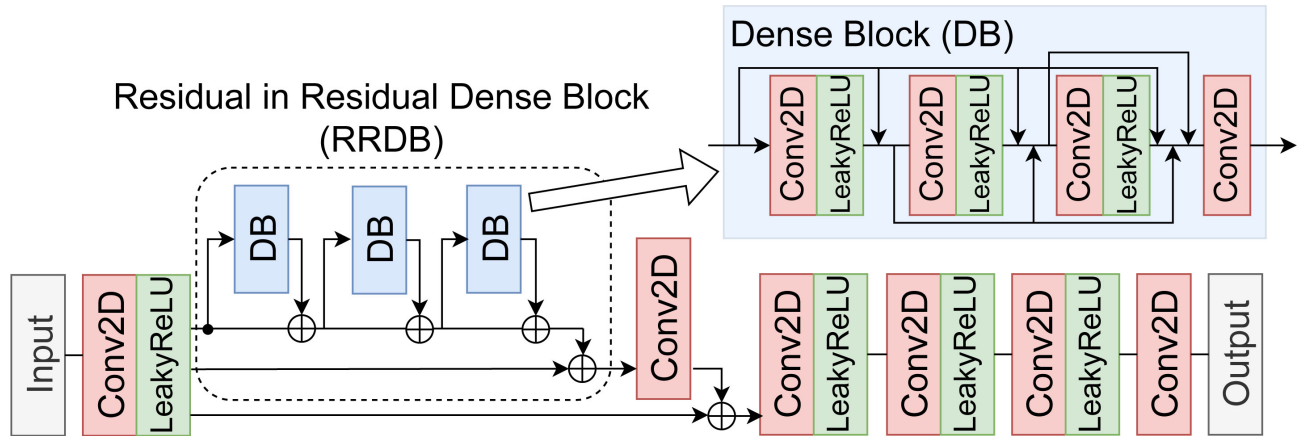 Dense Block (DB)
Conv2D
LeakyReLU
Conv2D
LeakyReLU
Conv2D
LeakyReLU
Conv2D
Residual in Residual Dense Block
(RRDB)
DB
DB
DB
Input
Conv2D
LeakyReLU
Conv2D
Conv2D
LeakyReLU
Conv2D
LeakyReLU
Conv2D
LeakyReLU
Conv2D
Output